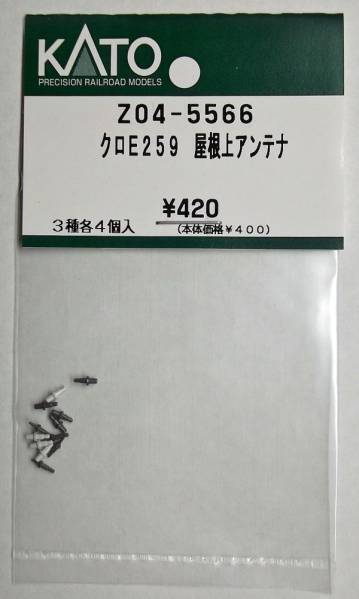 KATO
PRECISION RAILROAD MODELS
Z04-5566
クロE259 屋根上アンテナ
¥420
3種各4個入 (本体価格¥400)